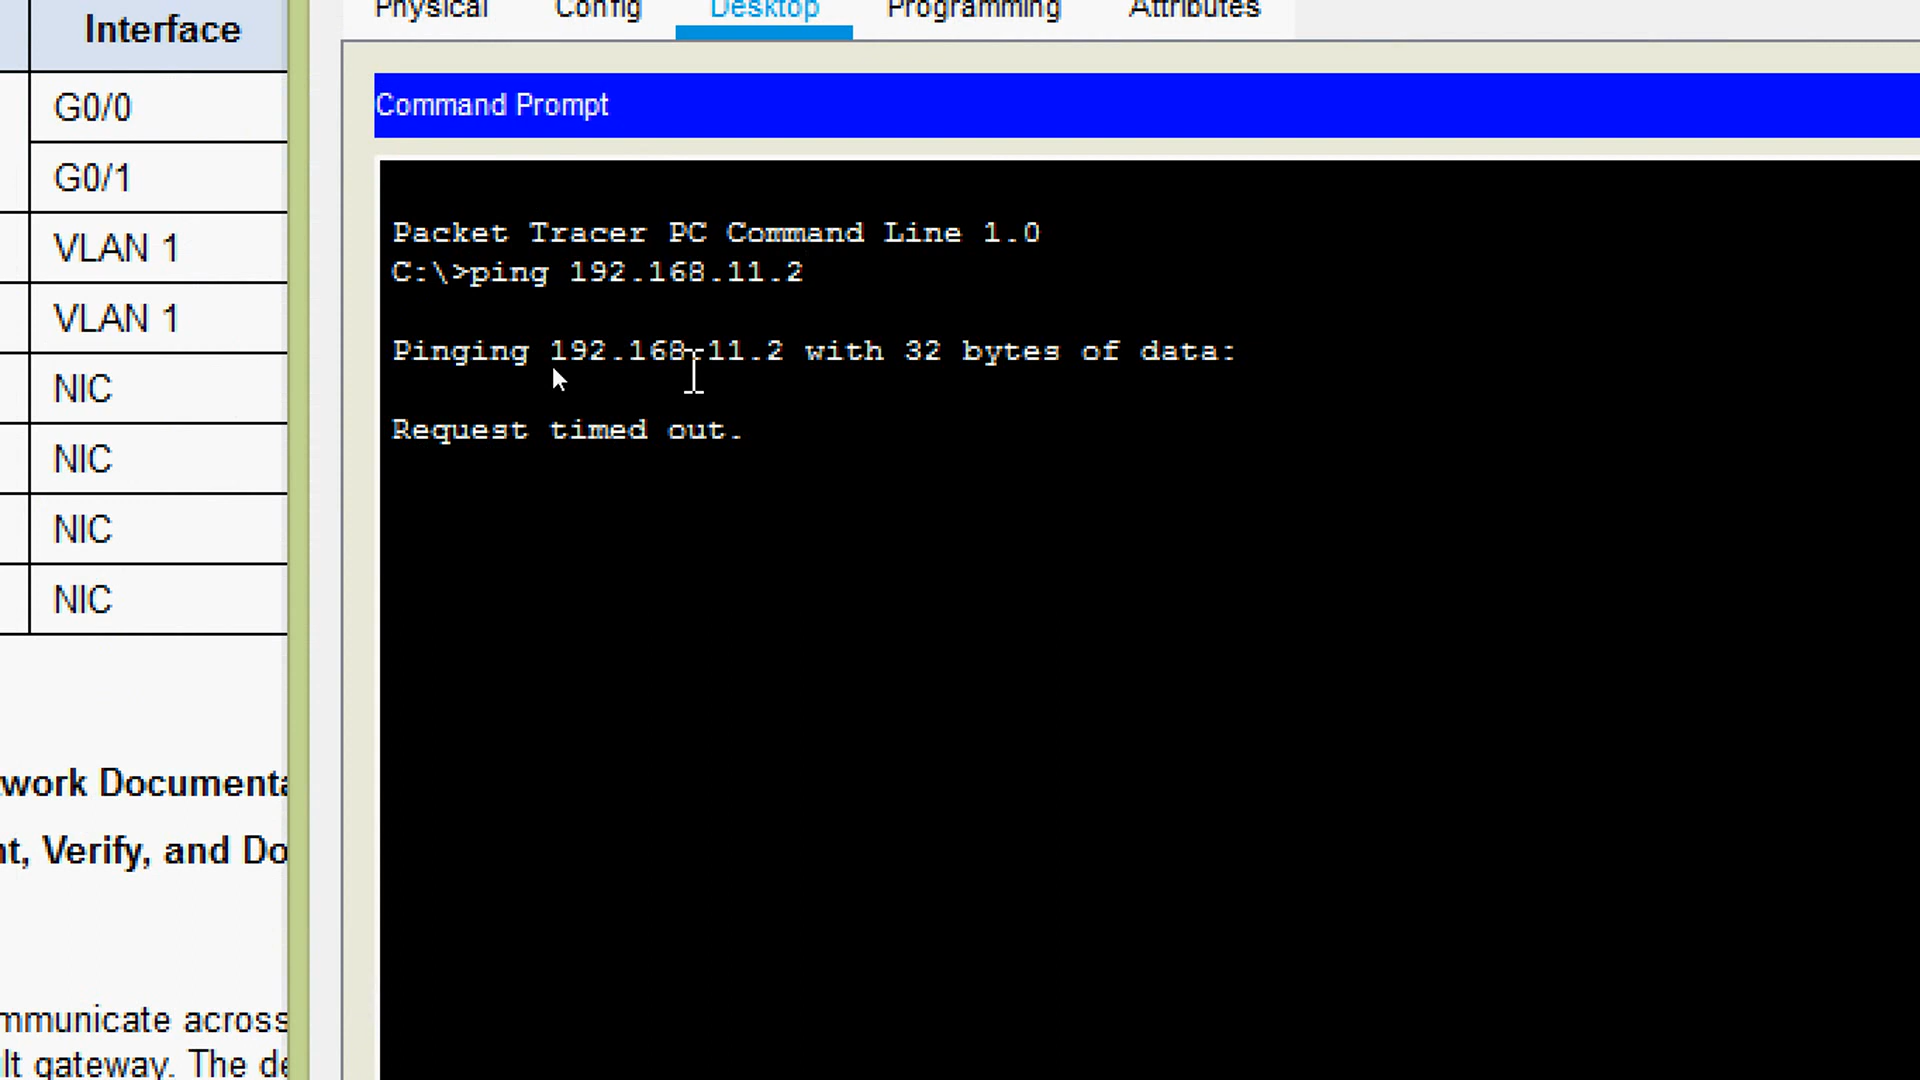 Interface
G0/0
G0/1
VLAN 1
VLAN 1
NIC
NIC
NIC
NIC
work Documenta
nt, Verify, and Do
mmunicate across
lt gateway. The de
Physical Config Desktop Programming Attributes
Command Prompt
Packet Tracer PC Command Line 1.0
C:\>ping 192.168.11.2
Pinging 192.168.11.2 with 32 bytes of data:
Request timed out.